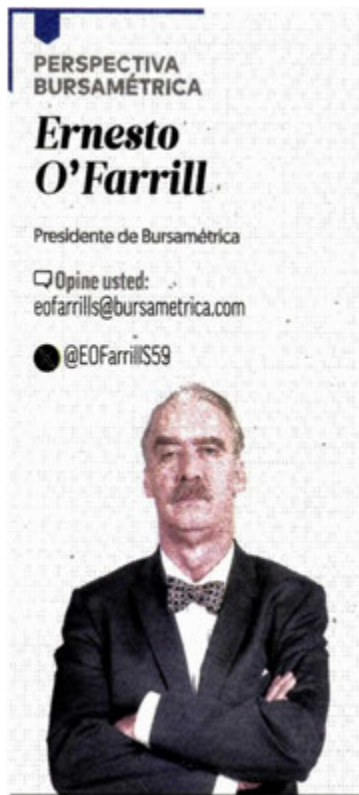 PERSPECTIVA
BURSAMÉTRICA
Ernesto
O’Farrill
Presidente de Bursamétrica
Opine usted:
eofarrills@bursametrica.com
@EOFarrillS59